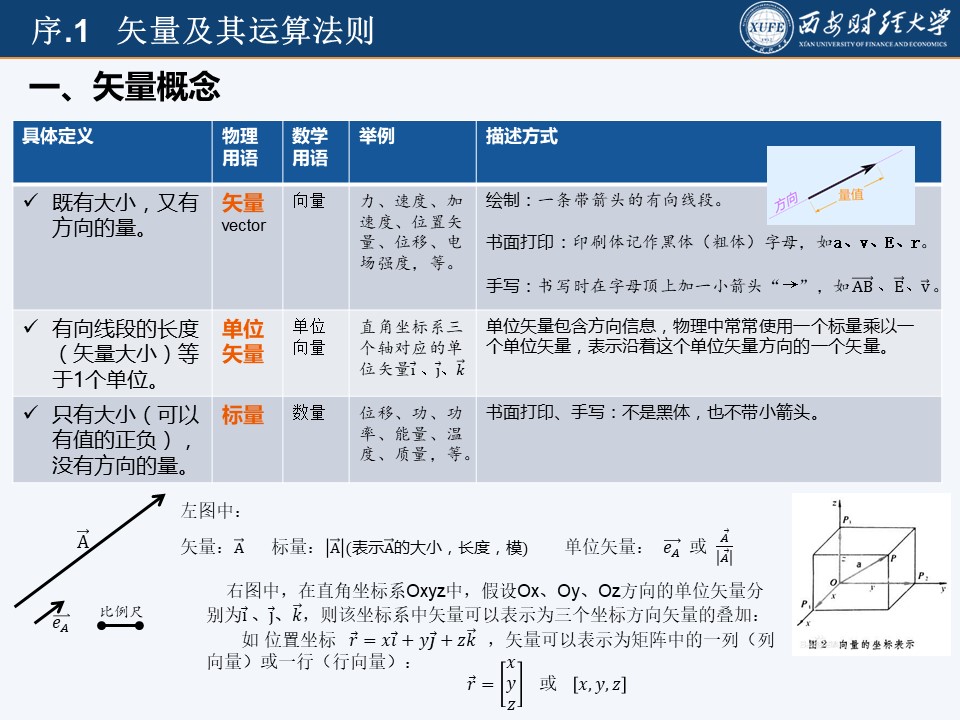 序.1 矢量及其运算法则
XUFE
西安财经大学
XI'AN UNIVERSITY OF FINANCE AND ECONOMICS
一、矢量概念
具体定义
物理
用语
数学
用语
举例
描述方式
方向
量值
✓ 既有大小，又有
方向的量。
矢量
vector
向量
力、速度、加
速度、位置矢
量、位移、电
场强度，等。
绘制：一条带箭头的有向线段。
书面打印：印刷体记作黑体（粗体）字母，如a、v、E、r。
手写：书写时在字母顶上加一小箭头“→”，如$\overrightarrow{AB}$、$\vec{E}$、$\vec{v}$。
✓ 有向线段的长度
（矢量大小）等
于1个单位。
单位
矢量
单位
向量
直角坐标系三
个轴对应的单
位矢量$\vec{i}$、$\vec{j}$、$\vec{k}$
单位矢量包含方向信息，物理中常常使用一个标量乘以一
个单位矢量，表示沿着这个单位矢量方向的一个矢量。
✓ 只有大小（可以
有值的正负），
没有方向的量。
标量
数量
位移、功、功
率、能量、温
度、质量，等。
书面打印、手写：不是黑体，也不带小箭头。
$\vec{A}$
$\overrightarrow{e_A}$
比例尺
左图中：
矢量：$\vec{A}$ 标量：$|\vec{A}|$(表示$\vec{A}$的大小，长度，模) 单位矢量： $\overrightarrow{e_A}$ 或 $\frac{\vec{A}}{|\vec{A}|}$
右图中，在直角坐标系Oxyz中，假设Ox、Oy、Oz方向的单位矢量分
别为$\vec{i}$、$\vec{j}$、$\vec{k}$，则该坐标系中矢量可以表示为三个坐标方向矢量的叠加：
如 位置坐标 $\vec{r} = x\vec{i} + y\vec{j} + z\vec{k}$ ，矢量可以表示为矩阵中的一列（列
向量）或一行（行向量）：
$\vec{r} = \begin{bmatrix} x \\ y \\ z \end{bmatrix}$ 或 $[x, y, z]$
z
P
a
O
P₂
y
x
图 2 向量的坐标表示